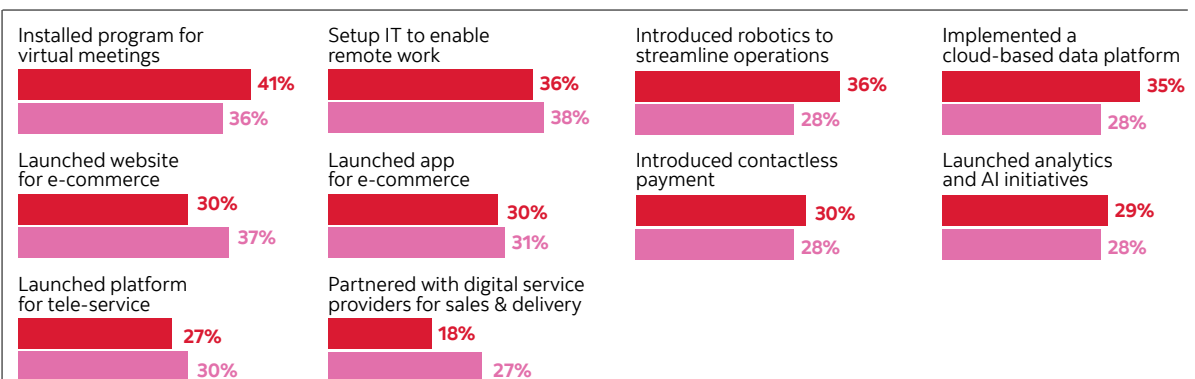 Installed program for
virtual meetings
41%
36%
Setup IT to enable
remote work
36%
38%
Introduced robotics to
streamline operations
36%
28%
Implemented a
cloud-based data platform
35%
28%
Launched website
for e-commerce
30%
37%
Launched app
for e-commerce
30%
31%
Introduced contactless
payment
30%
28%
Launched analytics
and AI initiatives
29%
28%
Launched platform
for tele-service
27%
30%
Partnered with digital service
providers for sales & delivery
18%
27%